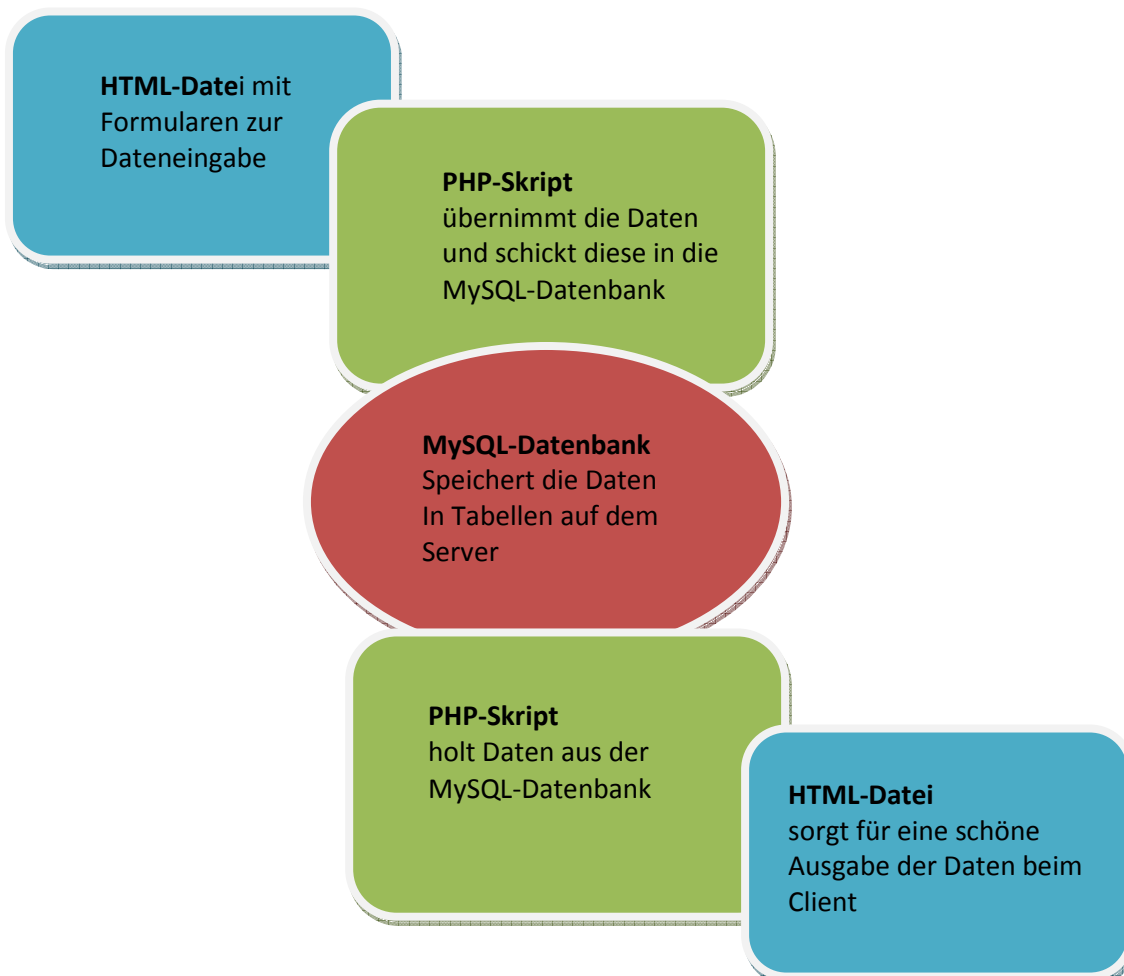 HTML-Datei mit
Formularen zur
Dateneingabe
PHP-Skript
übernimmt die Daten
und schickt diese in die
MySQL-Datenbank
MySQL-Datenbank
Speichert die Daten
In Tabellen auf dem
Server
PHP-Skript
holt Daten aus der
MySQL-Datenbank
HTML-Datei
sorgt für eine schöne
Ausgabe der Daten beim
Client